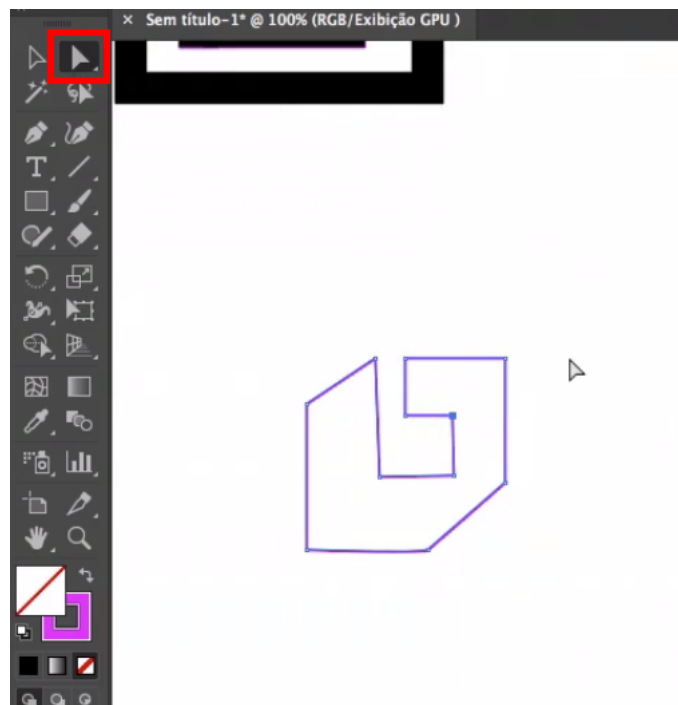 × Sem título-1* @ 100% (RGB/Exibição GPU )